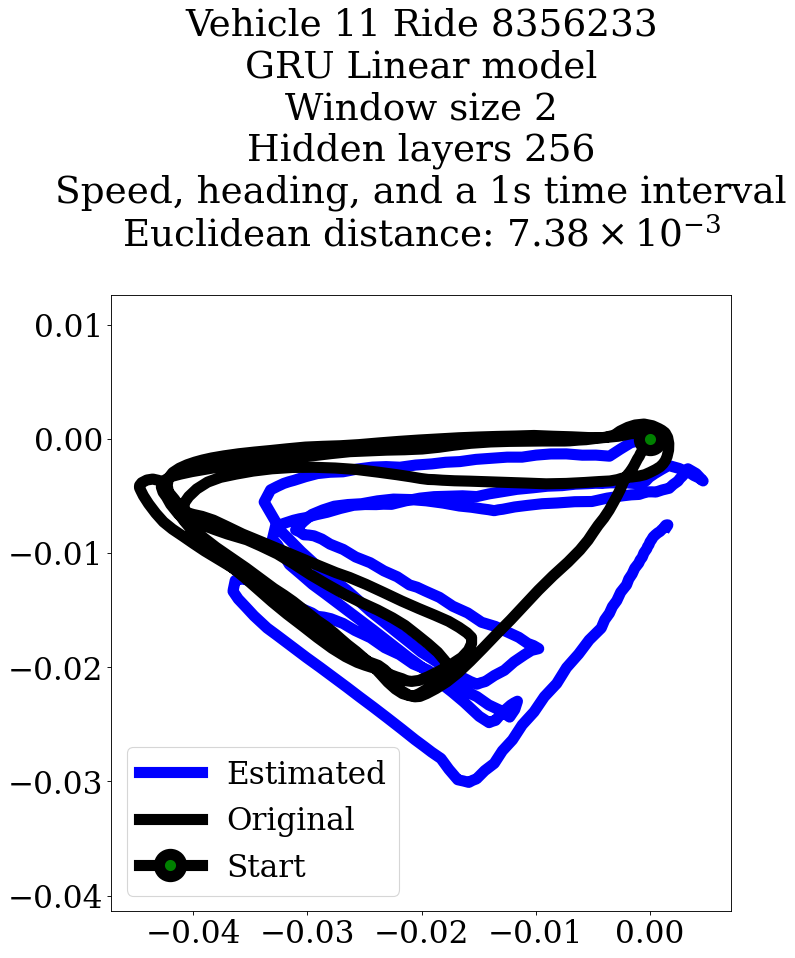 Vehicle 11 Ride 8356233
GRU Linear model
Window size 2
Hidden layers 256
Speed, heading, and a 1s time interval
Euclidean distance: 7.38 × 10⁻³
0.01
0.00
−0.01
−0.02
−0.03
−0.04
Estimated
Original
Start
−0.04 −0.03 −0.02 −0.01 0.00